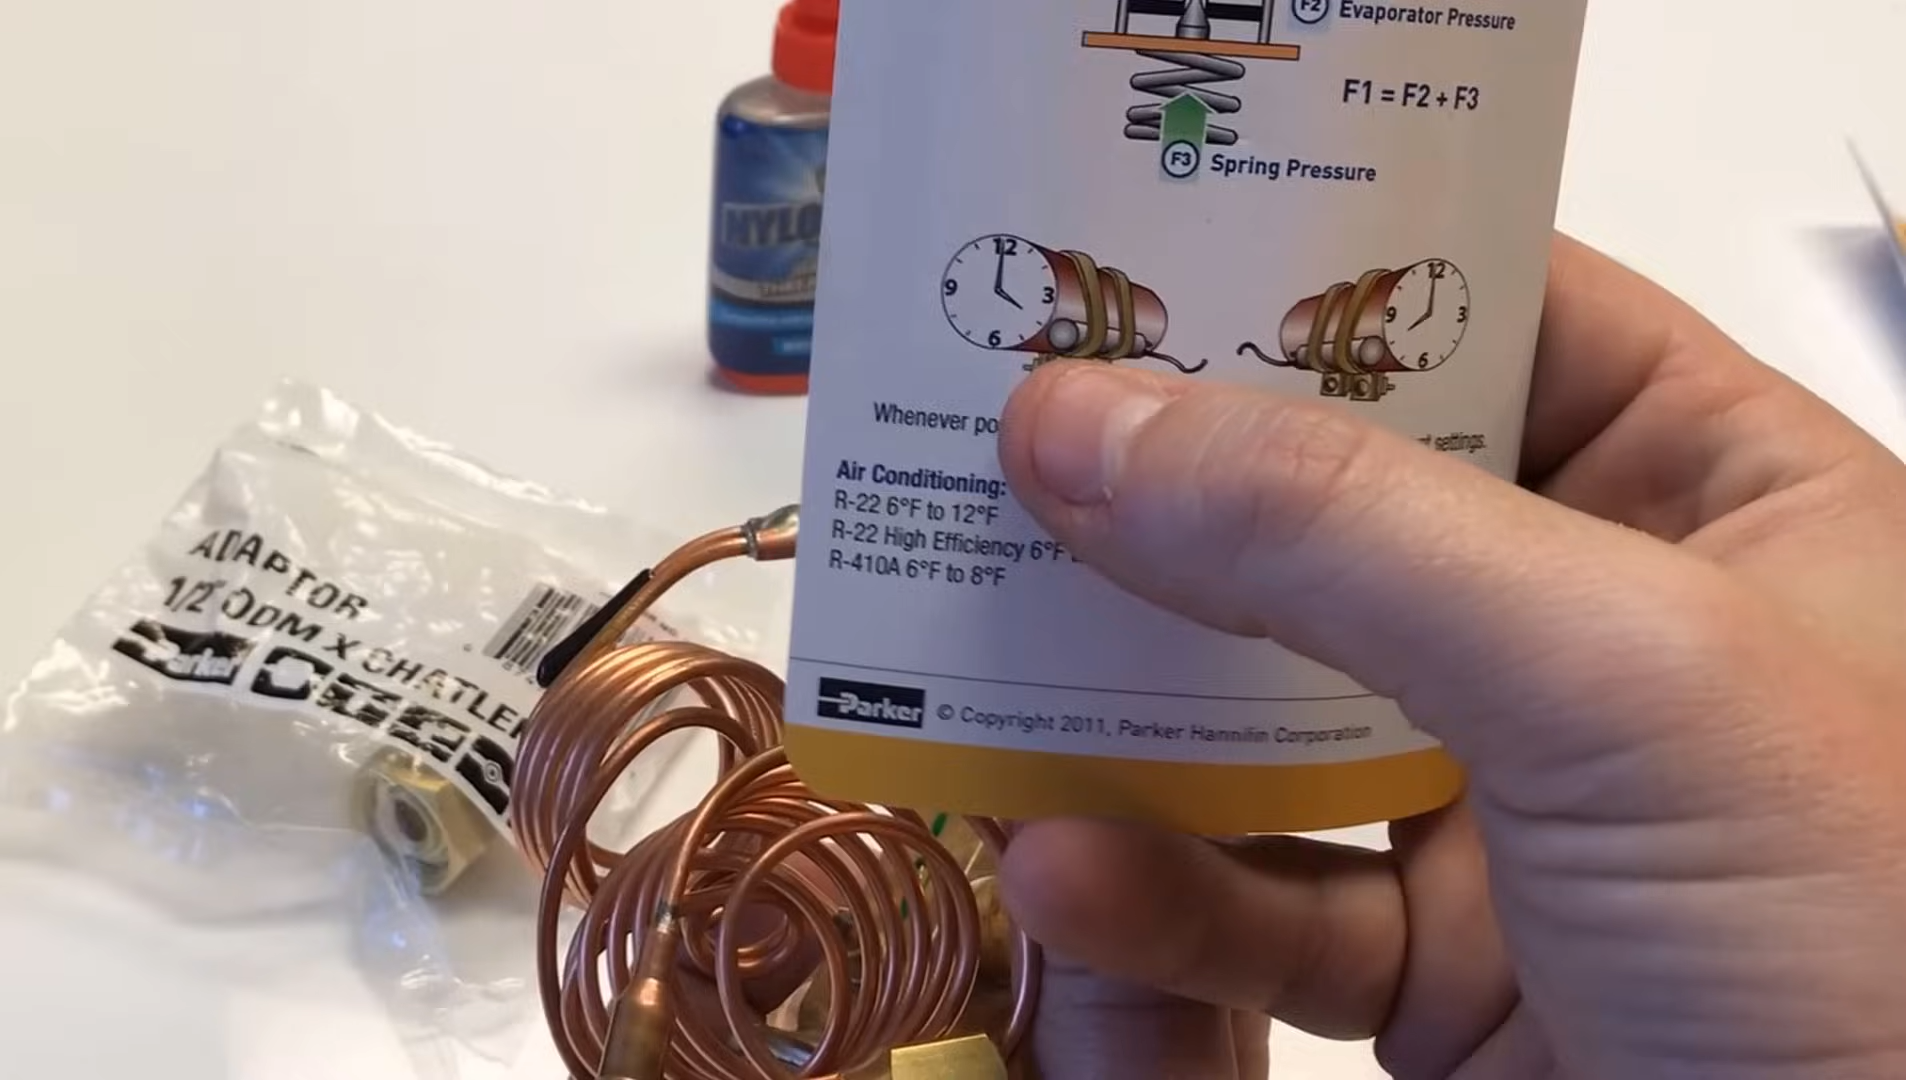 F2 Evaporator Pressure
F1 = F2 + F3
F3 Spring Pressure
12
9 3
6
12
9 3
6
Whenever
settings.
Air Conditioning:
R-22 6°F to 12°F
R-22 High Efficiency 6°F
R-410A 6°F to 8°F
Parker © Copyright 2011, Parker Hannifin Corporation
ADAPTOR
1/2 ODM X CHATLEF
Parker